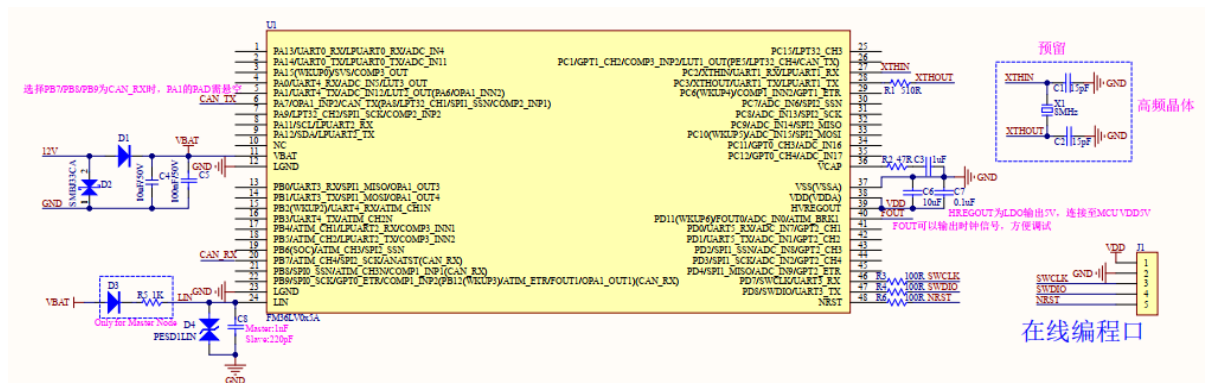 U1
1 PA13/UART0_RX/LPUART0_RX/ADC_IN4
2 PA14/UART0_TX/LPUART0_TX/ADC_IN11
3 PA15(WKUP0)/SVS/COMP3_OUT
4 PA0/UART4_RX/ADC_IN5/LUT3_OUT
5 PA1/UART4_TX/ADC_IN12/LUT2_OUT(PA6/OPA1_IN2)
选择PB7/PB8/PB9为CAN_RX时，PA1的PAD需悬空
CAN_TX
6 PA7/OPA1_INP2/CAN_TX(PA8/LPT32_CH1/SPI1_SSN/COMP2_INP1)
7 PA9/LPT32_CH2/SPI1_SCK/COMP2_INP2
8 PA11/SCL/LPUART2_RX
9 PA12/SDA/LPUART2_TX
10 NC
11 VBAT
12 LGND
13 PB0/UART3_RX/SPI1_MISO/OPA1_OUT3
14 PB1/UART3_TX/SPI1_MOSI/OPA1_OUT4
15 PB2(WKUP2)/UART4_RX/ATIM_CH1N
16 PB3/UART4_TX/ATIM_CH2N
17 PB4/ATIM_CH1/LPUART2_RX/COMP3_INN1
18 PB5/ATIM_CH2/LPUART2_TX/COMP3_INN2
19 PB6(SOC)/ATIM_CH3/SPI2_SSN
CAN_RX
20 PB7/ATIM_CH4/SPI2_SCK/ANATST(CAN_RX)
21 PB8/SPI0_SSN/ATIM_CH3N/COMP1_INP1(CAN_RX)
22 PB9/SPI0_SCK/GPT0_ETR/COMP1_INP2(PB12(WKUP3)/ATIM_ETR/FOUT1/OPA1_OUT1)(CAN_RX)
23 LGND
24 LIN
FM36LV0x5A
PC15/LPT32_CH3 25
PC1/GPT1_CH2/COMP3_INP2/LUT1_OUT(PE5/LPT32_CH4/CAN_TX) 26
PC2/XTHIN/UART1_RX/LPUART1_RX 27 XTHIN
PC3/XTHOUT/UART1_TX/LPUART1_TX 28 XTHOUT
R1 510R
PC6(WKUP4)/COMP1_INN2/GPT1_ETR 29
PC7/ADC_IN6/SPI2_SSN 30
PC8/ADC_IN13/SPI2_SCK 31
PC9/ADC_IN14/SPI2_MISO 32
PC10(WKUP5)/ADC_IN15/SPI2_MOSI 33
PC11/GPT0_CH3/ADC_IN16 34
PC12/GPT0_CH4/ADC_IN17 35
VCAP 36
R2 47R C3 1uF
VSS(VSSA) 37
GND
VDD(VDDA) 38
HVREGOUT 39 VDD
C6 10uF
C7 0.1uF
PD11(WKUP6)/FOUT0/ADC_IN0/ATIM_BRK1 40 FOUT
HREGOUT为LDO输出5V，连接至MCU VDD5V
FOUT可以输出时钟信号，方便调试
PD0/UART5_RX/ADC_IN7/GPT2_CH1 41
PD1/UART5_TX/ADC_IN1/GPT2_CH2 42
PD2/SPI1_SSN/ADC_IN8/GPT2_CH3 43
PD3/SPI1_SCK/ADC_IN2/GPT2_CH4 44
PD4/SPI1_MISO/ADC_IN9/GPT2_ETR 45
PD7/SWCLK/UART3_RX 46 R3 100R SWCLK
PD8/SWDIO/UART3_TX 47 R4 100R SWDIO
NRST 48 R6 100R NRST
12V
D1
VBAT
D2
SMBJ33CA
C4
10uF/50V
C5
100nF/50V
GND
GND
VBAT
D3
R5 1K
LIN
Only for Master Node
GND
D4
PESD1LIN
C8
Master:1nF
Slave:220pF
GND
预留
XTHIN
C1 15pF
GND
X1
8MHz
高频晶体
XTHOUT
C2 15pF
GND
VDD
J1
1
GND 2
SWCLK 3
SWDIO 4
NRST 5
在线编程口